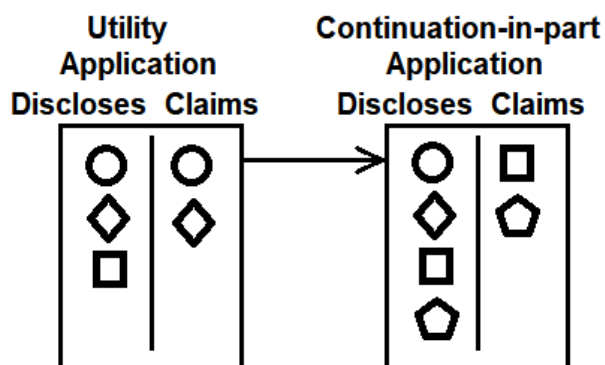 Utility
Application
Discloses Claims
Continuation-in-part
Application
Discloses Claims